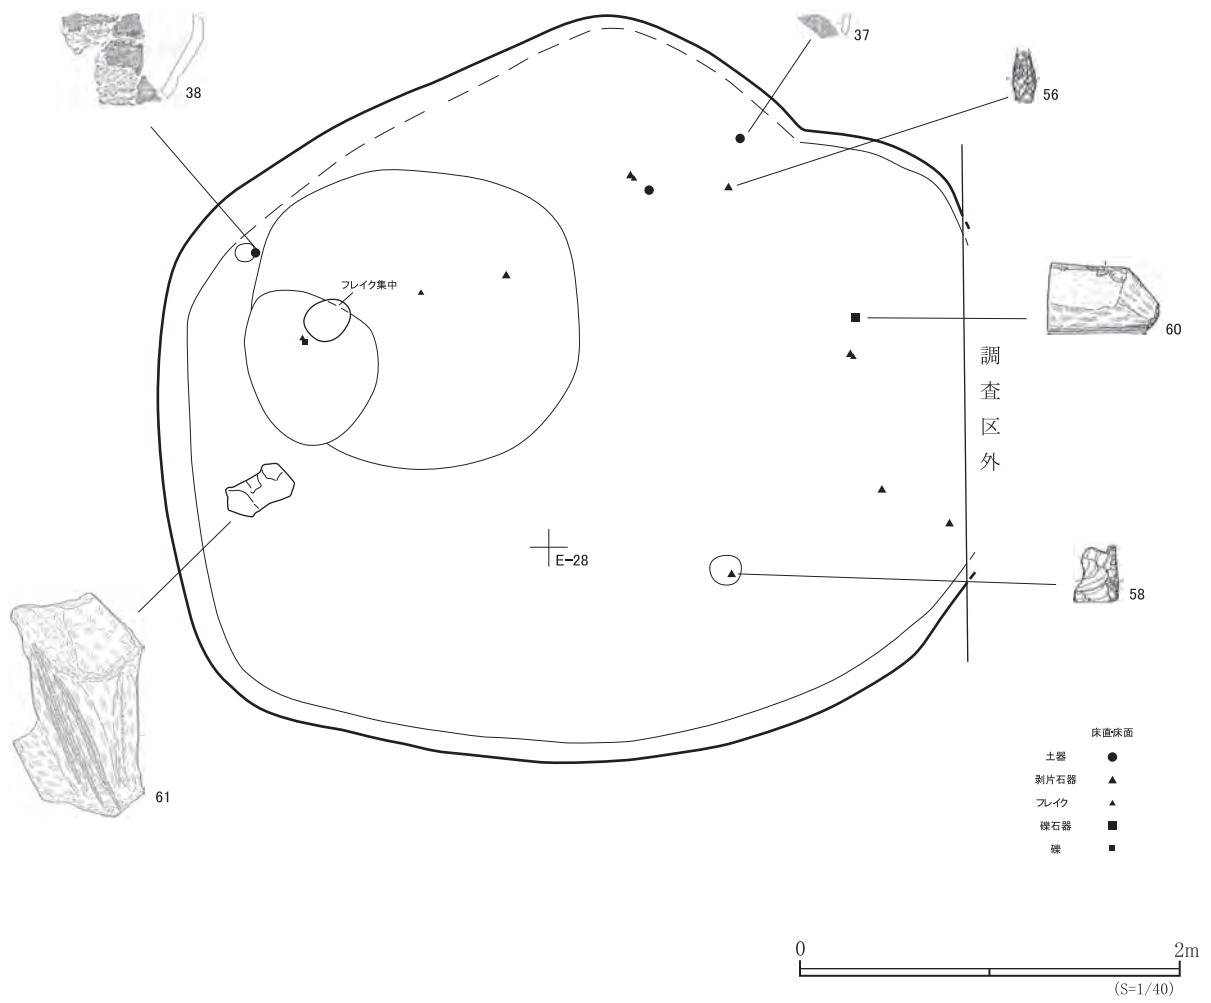 37
38
56
フレイク集中
60
調査区外
E-28
58
61
床直・床面
土器
剥片石器
フレイク
礫石器
礫
0 2m
(S=1/40)